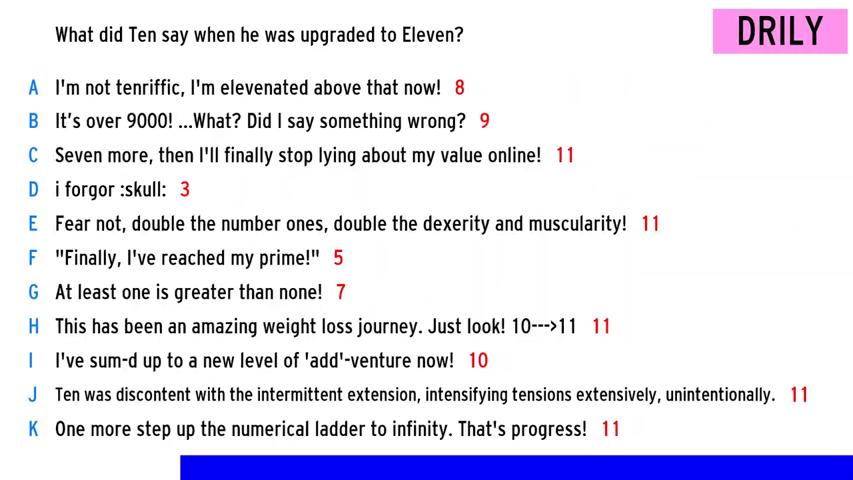 What did Ten say when he was upgraded to Eleven?
DRILY
A I'm not tenriffic, I'm elevenated above that now! 8
B It's over 9000! ...What? Did I say something wrong? 9
C Seven more, then I'll finally stop lying about my value online! 11
D i forgor :skull: 3
E Fear not, double the number ones, double the dexerity and muscularity! 11
F "Finally, I've reached my prime!" 5
G At least one is greater than none! 7
H This has been an amazing weight loss journey. Just look! 10--->11 11
I I've sum-d up to a new level of 'add'-venture now! 10
J Ten was discontent with the intermittent extension, intensifying tensions extensively, unintentionally. 11
K One more step up the numerical ladder to infinity. That's progress! 11